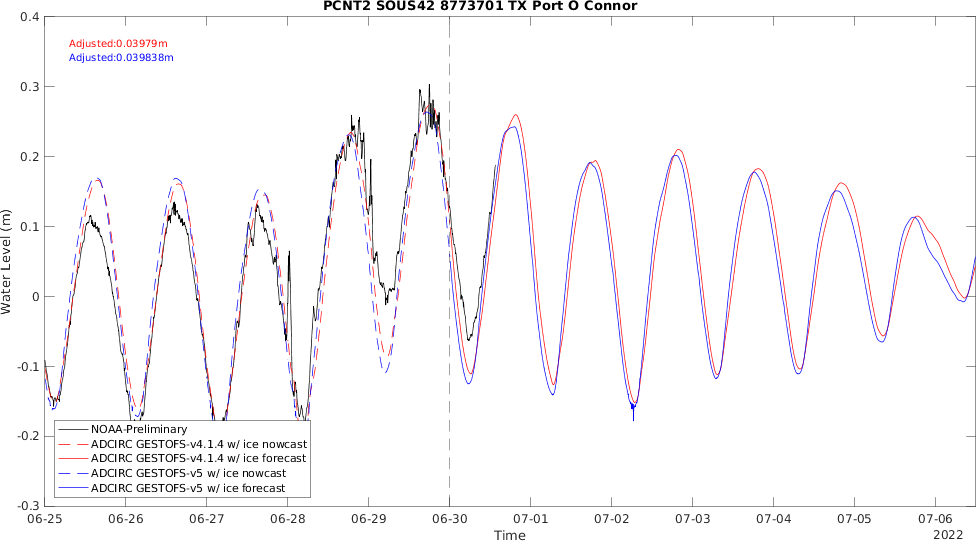 PCNT2 SOUS42 8773701 TX Port O Connor
Adjusted:0.03979m
Adjusted:0.039838m
0.4
0.3
0.2
0.1
0
-0.1
-0.2
-0.3
Water Level (m)
NOAA-Preliminary
ADCIRC GESTOFS-v4.1.4 w/ ice nowcast
ADCIRC GESTOFS-v4.1.4 w/ ice forecast
ADCIRC GESTOFS-v5 w/ ice nowcast
ADCIRC GESTOFS-v5 w/ ice forecast
06-25 06-26 06-27 06-28 06-29 06-30 07-01 07-02 07-03 07-04 07-05 07-06
Time
2022